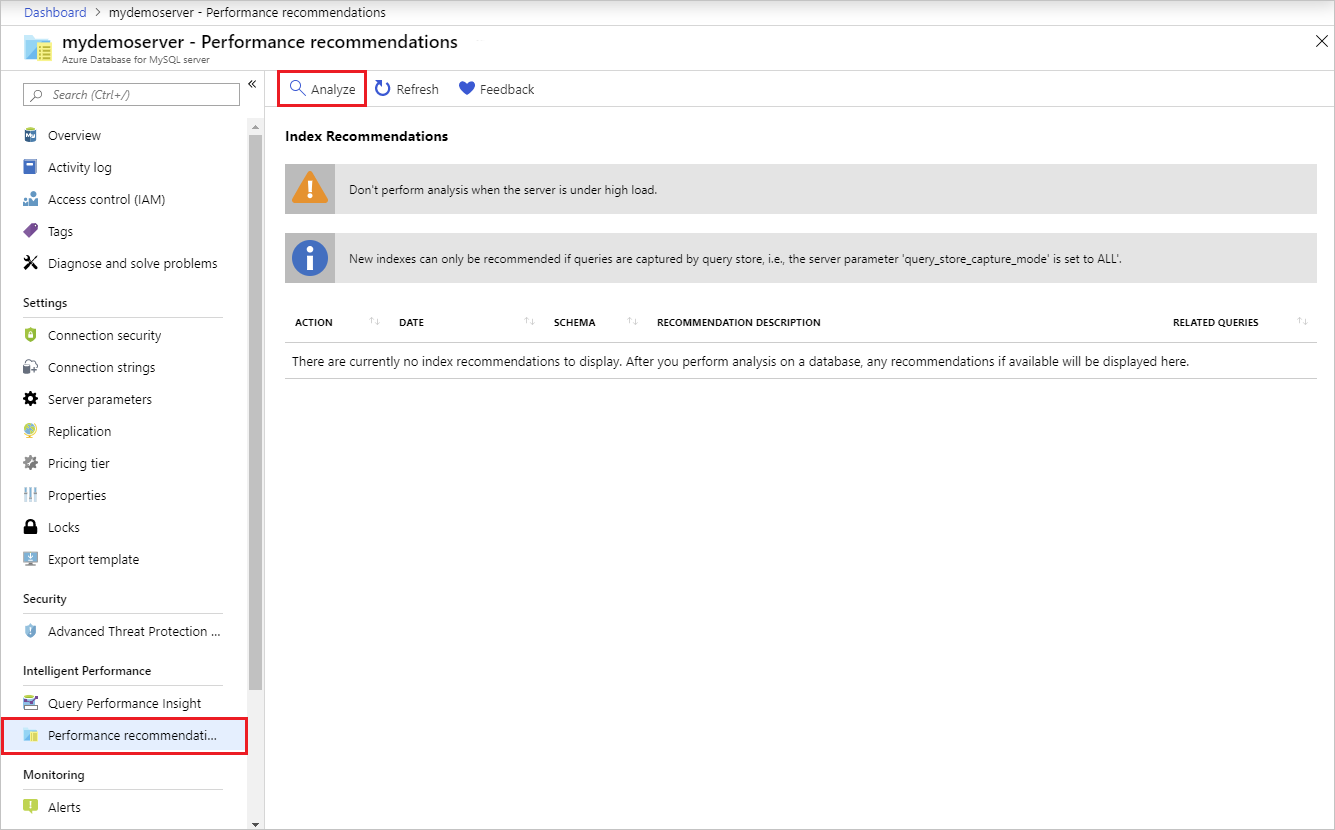 Dashboard > mydemoserver - Performance recommendations
mydemoserver - Performance recommendations
Azure Database for MySQL server
Search (Ctrl+/)
«
Overview
Activity log
Access control (IAM)
Tags
Diagnose and solve problems
Settings
Connection security
Connection strings
Server parameters
Replication
Pricing tier
Properties
Locks
Export template
Security
Advanced Threat Protection ...
Intelligent Performance
Query Performance Insight
Performance recommendati...
Monitoring
Alerts
Analyze Refresh Feedback
Index Recommendations
Don't perform analysis when the server is under high load.
New indexes can only be recommended if queries are captured by query store, i.e., the server parameter 'query_store_capture_mode' is set to ALL'.
ACTION DATE SCHEMA RECOMMENDATION DESCRIPTION RELATED QUERIES
There are currently no index recommendations to display. After you perform analysis on a database, any recommendations if available will be displayed here.